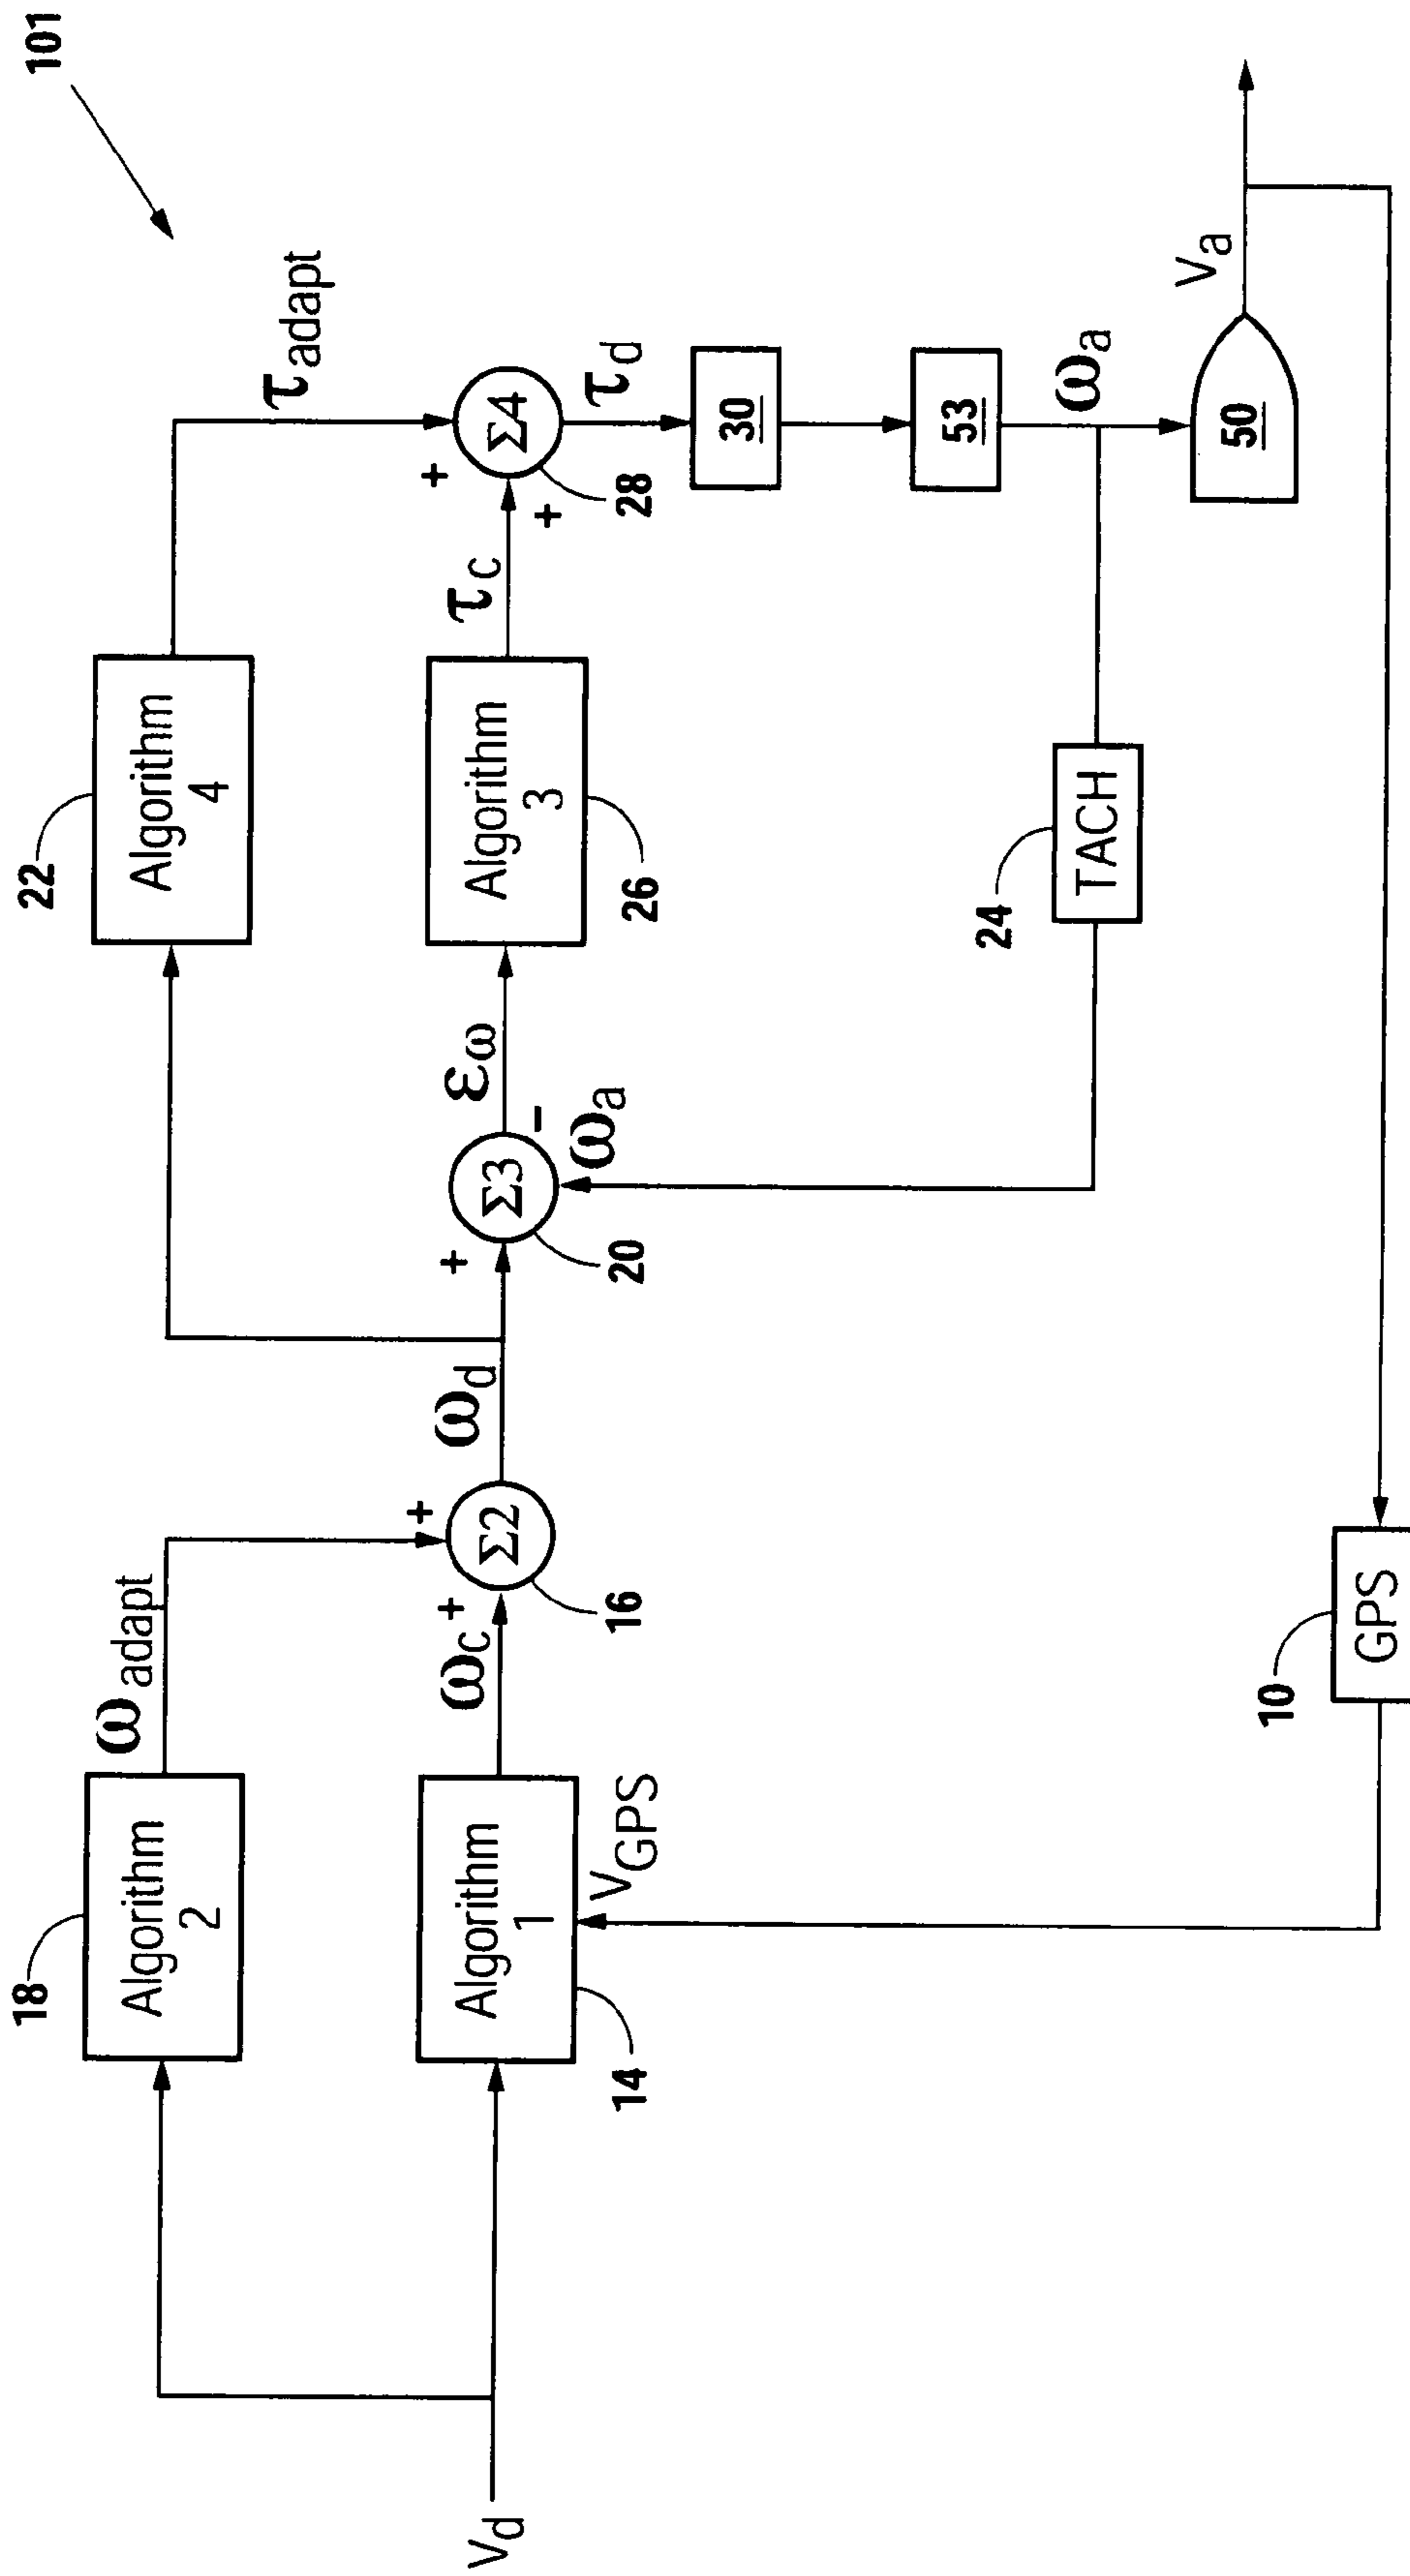 101
22
Algorithm
4
τadapt
18
Algorithm
2
ωadapt
+
+
Vd
Algorithm
1
14
VGPS
ωc
+
Σ2
16
ωd
+
Σ3
20
-
ωa
εω
Algorithm
3
26
τc
+
Σ4
28
τd
30
53
ωa
24
TACH
50
Va
10
GPS